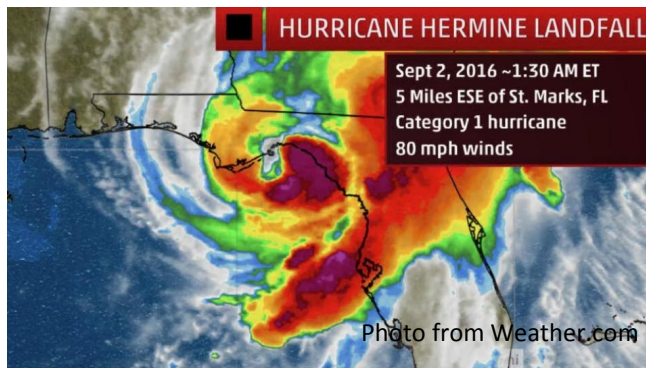 HURRICANE HERMINE LANDFALL
Sept 2, 2016 ~1:30 AM ET
5 Miles ESE of St. Marks, FL
Category 1 hurricane
80 mph winds
Photo from Weather.com